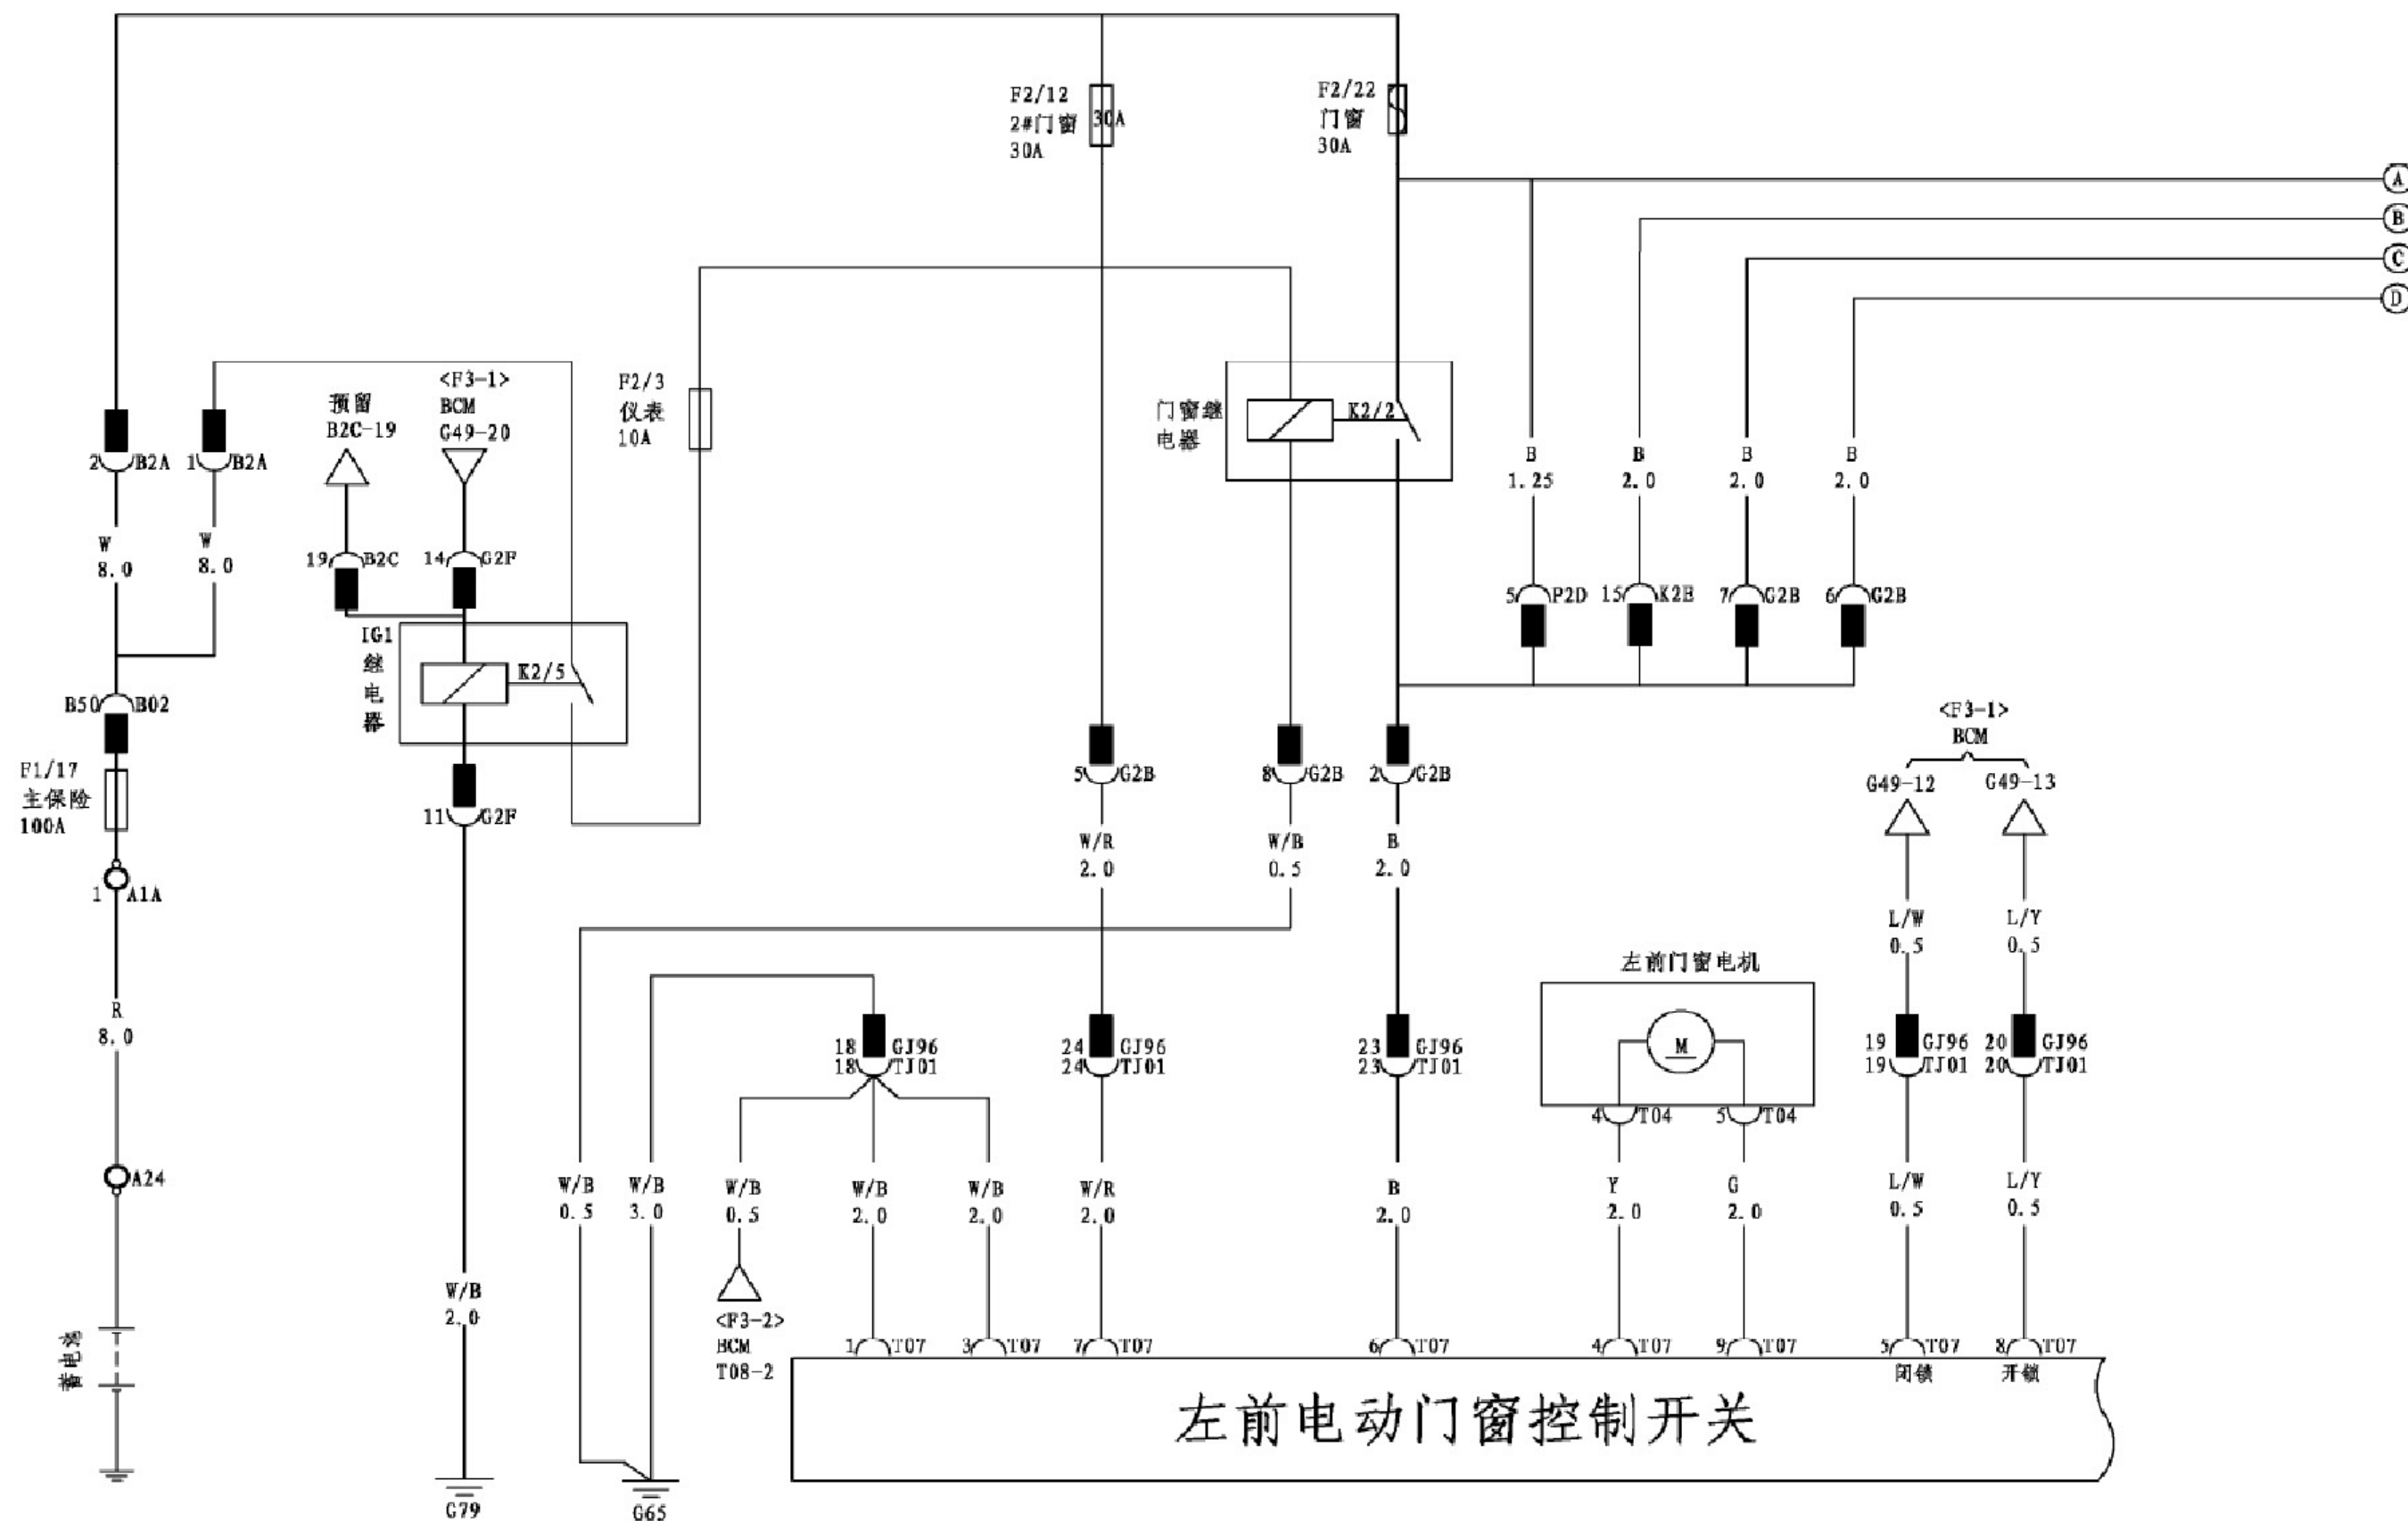 F2/12
2#门窗
30A
30A
F2/22
门窗
30A
A
B
C
D
预留
B2C-19
<F3-1>
BCM
G49-20
F2/3
仪表
10A
门窗继
电器
K2/2
2 B2A
1 B2A
B
1.25
B
2.0
B
2.0
B
2.0
W
8.0
W
8.0
19 B2C
14 G2F
5 P2D
15 K2E
7 G2B
6 G2B
IG1
继
电
器
K2/5
B50 B02
F1/17
主保险
100A
11 G2F
5 G2B
8 G2B
2 G2B
<F3-1>
BCM
G49-12
G49-13
W/R
2.0
W/B
0.5
B
2.0
1 A1A
L/W
0.5
L/Y
0.5
左前门窗电机
M
R
8.0
18 GJ96
18 TJ01
24 GJ96
24 TJ01
23 GJ96
23 TJ01
19 GJ96
19 TJ01
20 GJ96
20 TJ01
4 T04
5 T04
A24
W/B
0.5
W/B
3.0
W/B
0.5
W/B
2.0
W/B
2.0
W/R
2.0
B
2.0
Y
2.0
G
2.0
L/W
0.5
L/Y
0.5
W/B
2.0
<F3-2>
BCM
T08-2
蓄电池
1 T07
3 T07
7 T07
6 T07
4 T07
9 T07
5 T07
8 T07
闭锁
开锁
左前电动门窗控制开关
G79
G65